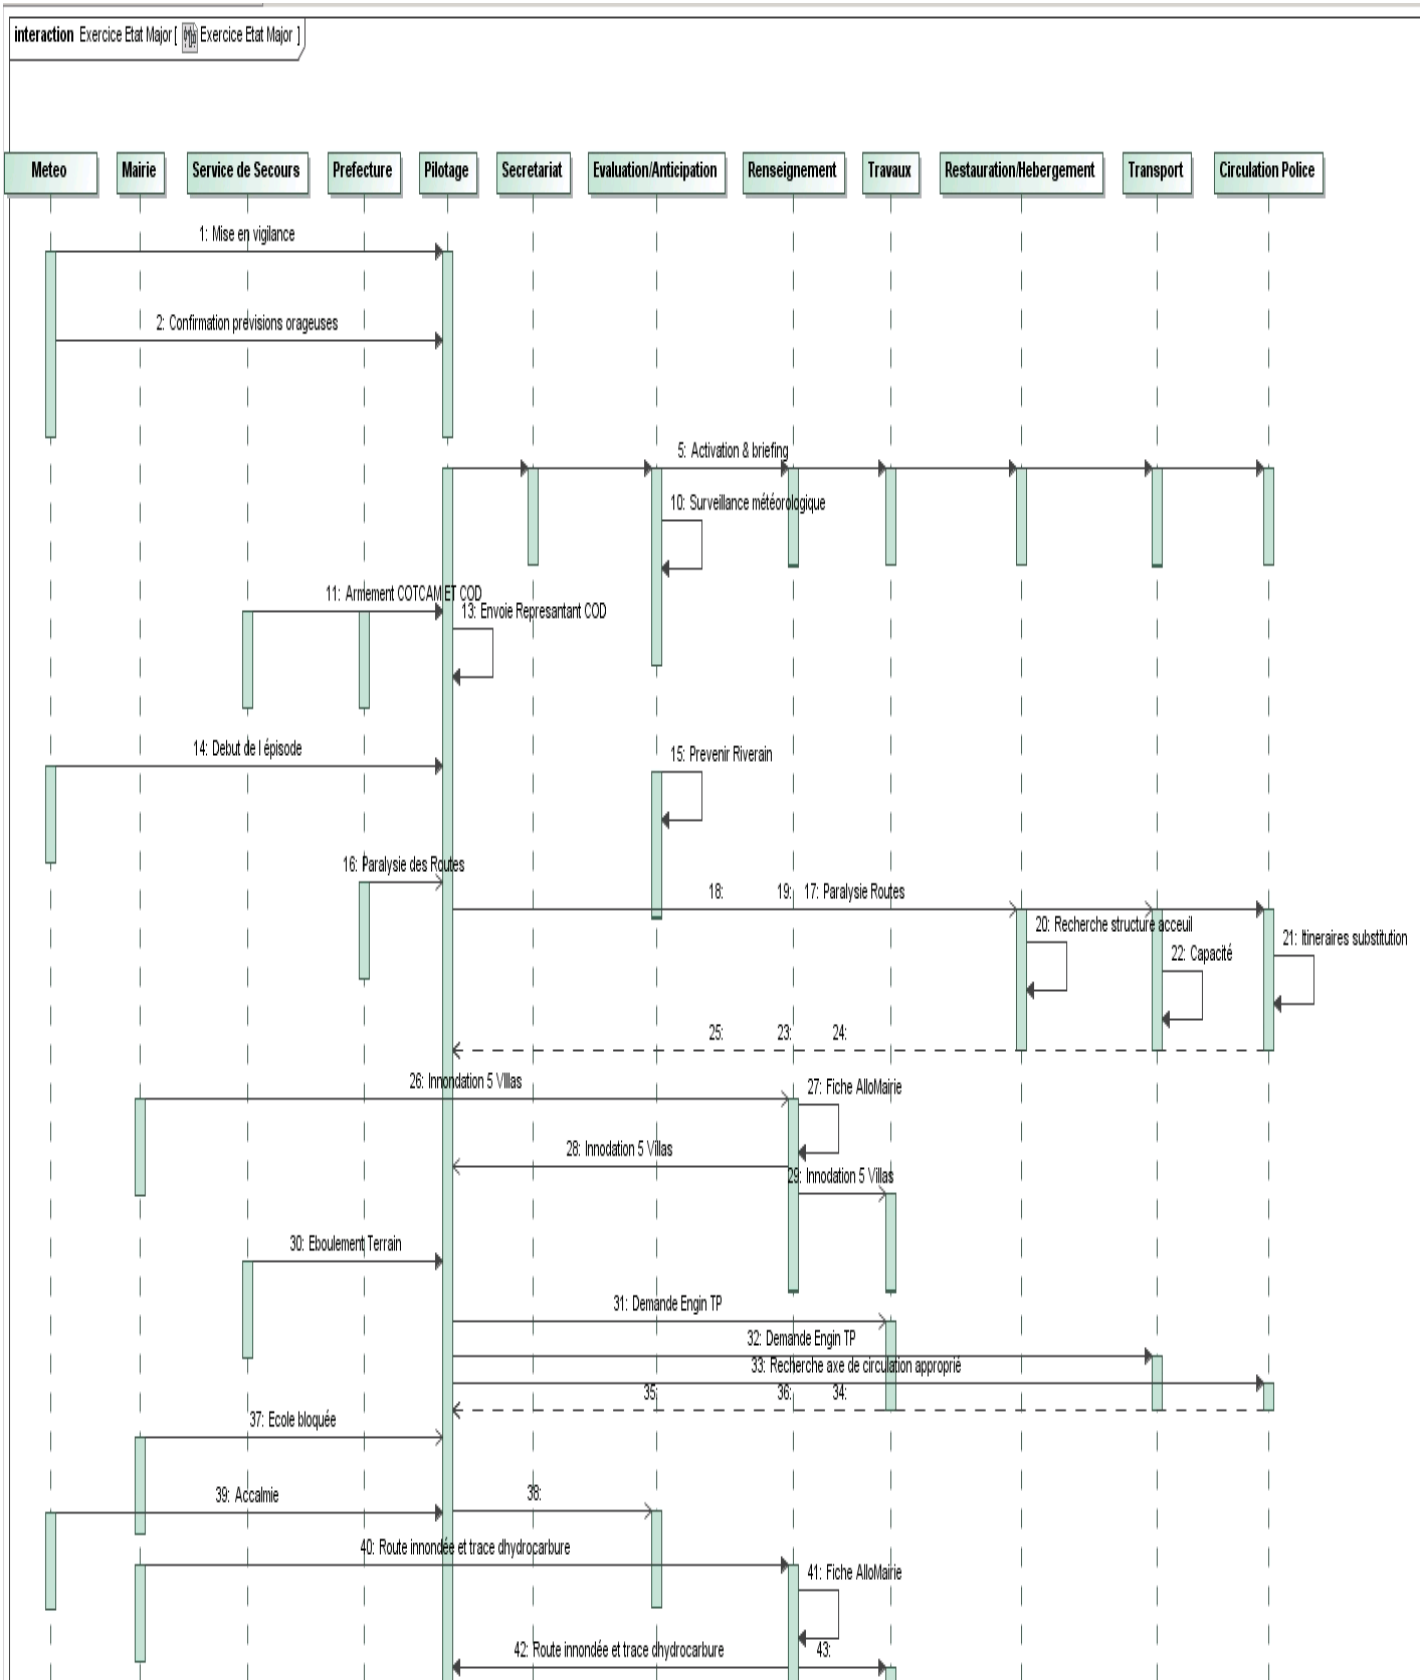 interaction Exercice Etat Major [ Exercice Etat Major ]
Meteo
Mairie
Service de Secours
Prefecture
Pilotage
Secretariat
Evaluation/Anticipation
Renseignement
Travaux
Restauration/Hebergement
Transport
Circulation Police
1: Mise en vigilance
2: Confirmation prévisions orageuses
5: Activation & briefing
10: Surveillance météorologique
11: Armement COTCAM ET COD
13: Envoie Represantant COD
14: Debut de l épisode
15: Prevenir Riverain
16: Paralysie des Routes
18:
19:
17: Paralysie Routes
20: Recherche structure acceuil
21: Itineraires substitution
22: Capacité
25:
23:
24:
26: Innondation 5 VIllas
27: Fiche AlloMairie
28: Innodation 5 Villas
29: Innodation 5 Villas
30: Eboulement Terrain
31: Demande Engin TP
32: Demande Engin TP
33: Recherche axe de circulation approprié
35:
36:
34:
37: Ecole bloquée
39: Accalmie
38:
40: Route innondée et trace dhydrocarbure
41: Fiche AlloMairie
42: Route innondée et trace dhydrocarbure
43: